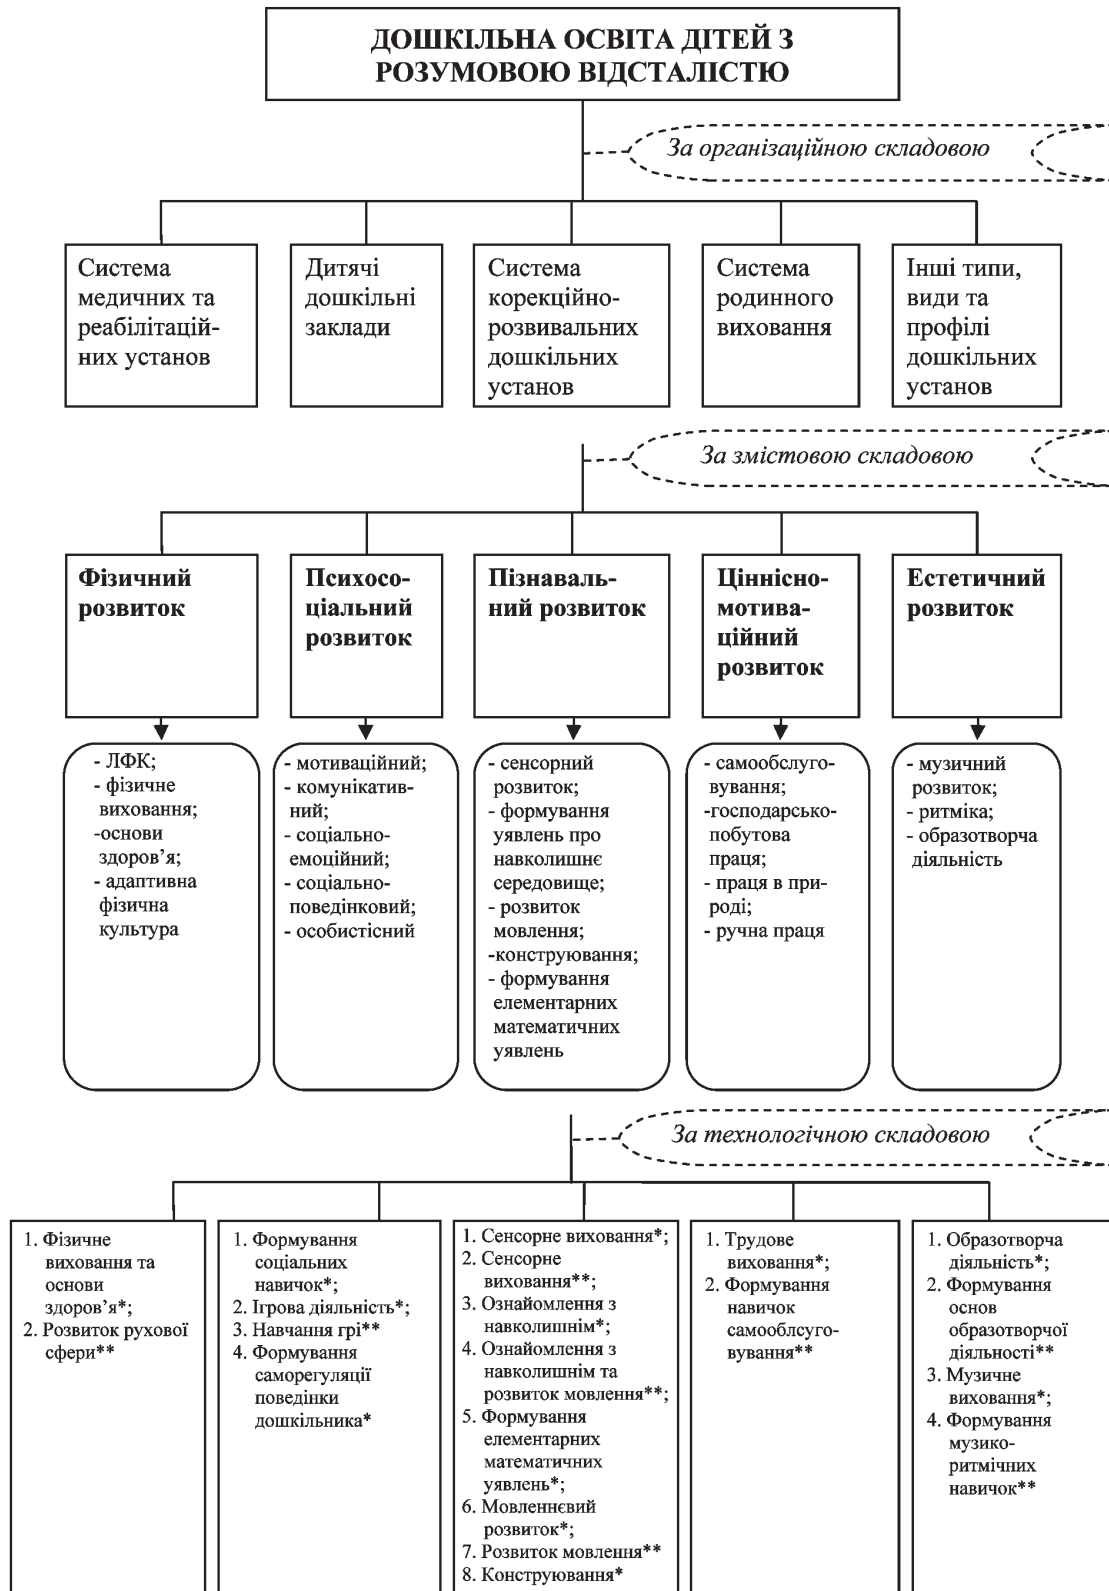 ДОШКІЛЬНА ОСВІТА ДІТЕЙ З
РОЗУМОВОЮ ВІДСТАЛІСТЮ
За організаційною складовою
Система
медичних та
реабілітацій-
них установ
Дитячі
дошкільні
заклади
Система
корекційно-
розвивальних
дошкільних
установ
Система
родинного
виховання
Інші типи,
види та
профілі
дошкільних
установ
За змістовою складовою
Фізичний
розвиток
Психосо-
ціальний
розвиток
Пізнаваль-
ний розвиток
Ціннісно-
мотива-
ційний
розвиток
Естетичний
розвиток
- ЛФК;
- фізичне
виховання;
-основи
здоров’я;
- адаптивна
фізична
культура
- мотиваційний;
- комунікатив-
ний;
- соціально-
емоційний;
- соціально-
поведінковий;
- особистісний
- сенсорний
розвиток;
- формування
уявлень про
навколишнє
середовище;
- розвиток
мовлення;
-конструювання;
- формування
елементарних
математичних
уявлень
- самообслуго-
вування;
-господарсько-
побутова
праця;
- праця в при-
роді;
- ручна праця
- музичний
розвиток;
- ритміка;
- образотворча
діяльність
За технологічною складовою
1. Фізичне
виховання та
основи
здоров’я*;
2. Розвиток рухової
сфери**
1. Формування
соціальних
навичок*;
2. Ігрова діяльність*;
3. Навчання грі**
4. Формування
саморегуляції
поведінки
дошкільника*
1. Сенсорне виховання*;
2. Сенсорне
виховання**;
3. Ознайомлення з
навколишнім*;
4. Ознайомлення з
навколишнім та
розвиток мовлення**;
5. Формування
елементарних
математичних
уявлень*;
6. Мовленнєвий
розвиток*;
7. Розвиток мовлення**
8. Конструювання*
1. Трудове
виховання*;
2. Формування
навичок
самооблсуго-
вування**
1. Образотворча
діяльність*;
2. Формування
основ
образотворчої
діяльності**
3. Музичне
виховання*;
4. Формування
музико-
ритмічних
навичок**